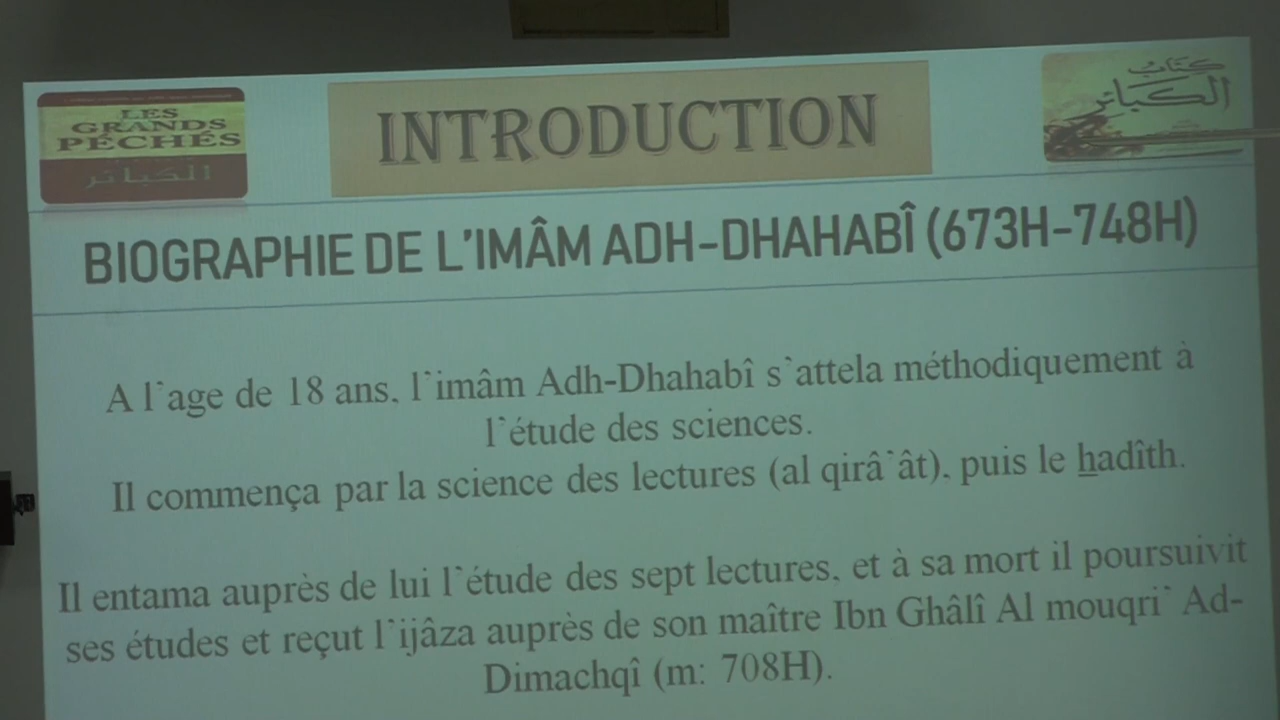 LES
GRANDS
PÉCHÉS
الكبائر
INTRODUCTION
كتاب
الكبائر
BIOGRAPHIE DE L'IMÂM ADH-DHAHABÎ (673H-748H)
A l`age de 18 ans, l`imâm Adh-Dhahabî s`attela méthodiquement à
l`étude des sciences.
Il commença par la science des lectures (al qirâ`ât), puis le hadîth.
Il entama auprès de lui l`étude des sept lectures, et à sa mort il poursuivit
ses études et reçut l`ijâza auprès de son maître Ibn Ghâlî Al mouqri` Ad-
Dimachqî (m: 708H).